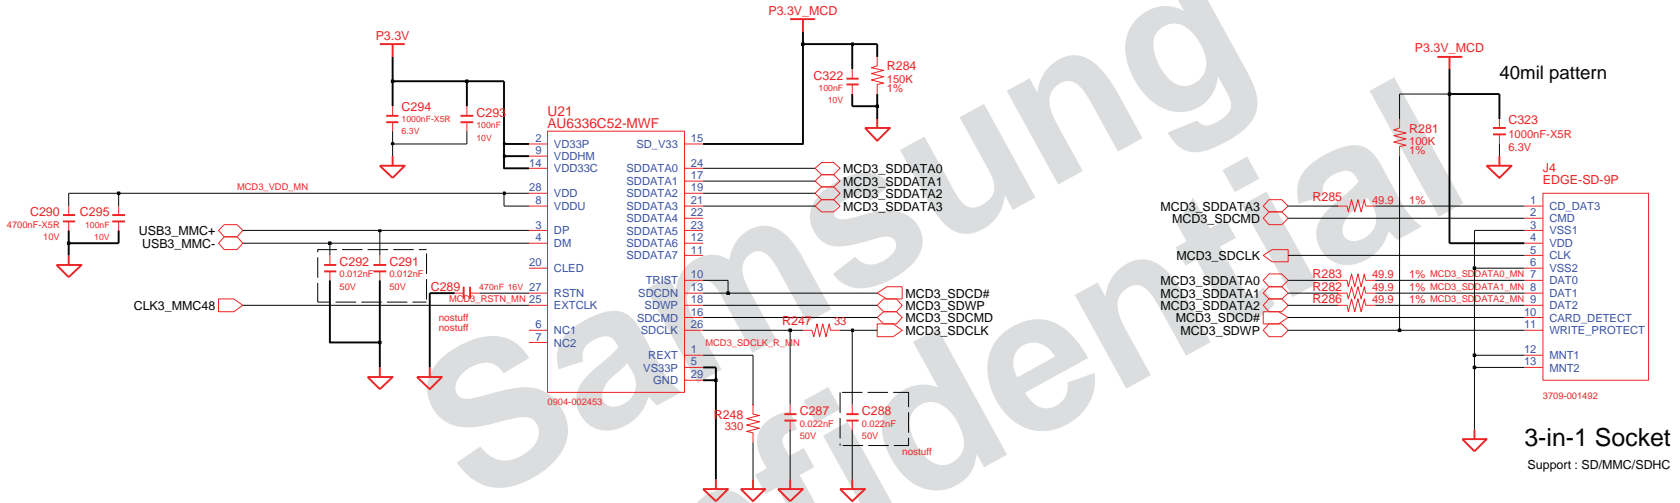 P3.3V_MCD
P3.3V
P3.3V_MCD
40mil pattern
C322
100nF
10V
R284
150K
1%
C294
1000nF-X5R
6.3V
C293
100nF
10V
U21
AU6336C52-MWF
R281
100K
1%
C323
1000nF-X5R
6.3V
J4
EDGE-SD-9P
2 VD33P
9 VDDHM
14 VDD33C
28 VDD
8 VDDU
3 DP
4 DM
20 CLED
27 RSTN
25 EXTCLK
6 NC1
7 NC2
SD_V33 15
SDDATA0 24
SDDATA1 17
SDDATA2 19
SDDATA3 21
SDDATA4 22
SDDATA5 23
SDDATA6 12
SDDATA7 11
TRIST 10
SDCDN 13
SDWP 18
SDCMD 16
SDCLK 26
REXT 1
VS33P 5
GND 29
0904-002453
MCD3_SDDATA0
MCD3_SDDATA1
MCD3_SDDATA2
MCD3_SDDATA3
MCD3_VDD_MN
C290
4700nF-X5R
10V
C295
100nF
10V
USB3_MMC+
USB3_MMC-
C292
0.012nF
50V
C291
0.012nF
50V
C289
470nF 16V
MCD3_RSTN_MN
CLK3_MMC48
nostuff
nostuff
MCD3_SDCD#
MCD3_SDWP
MCD3_SDCMD
MCD3_SDCLK
R247 33
MCD3_SDCLK_R_MN
R248
330
C287
0.022nF
50V
C288
0.022nF
50V
nostuff
MCD3_SDDATA3
MCD3_SDCMD
MCD3_SDCLK
MCD3_SDDATA0
MCD3_SDDATA1
MCD3_SDDATA2
MCD3_SDCD#
MCD3_SDWP
R285 49.9 1%
R283 49.9 1% MCD3_SDDATA0_MN
R282 49.9 1% MCD3_SDDATA1_MN
R286 49.9 1% MCD3_SDDATA2_MN
1 CD_DAT3
2 CMD
3 VSS1
4 VDD
5 CLK
6 VSS2
7 DAT0
8 DAT1
9 DAT2
10 CARD_DETECT
11 WRITE_PROTECT
12 MNT1
13 MNT2
3709-001492
3-in-1 Socket
Support : SD/MMC/SDHC
Samsung
Confidential